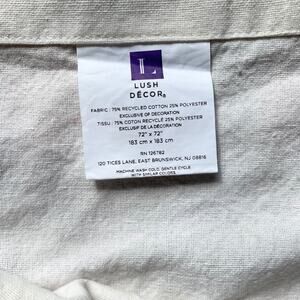 L
LUSH
DÉCOR®
FABRIC: 75% RECYCLED COTTON 25% POLYESTER
EXCLUSIVE OF DECORATION
TISSU: 75% COTON RECYCLÉ 25% POLYESTER
EXCLUSIF DE LA DÉCORATION
72" x 72"
183 cm x 183 cm
RN 126782
120 TICES LANE, EAST BRUNSWICK, NJ 08816
MACHINE WASH COLD, GENTLE CYCLE
WITH SIMILAR COLORS